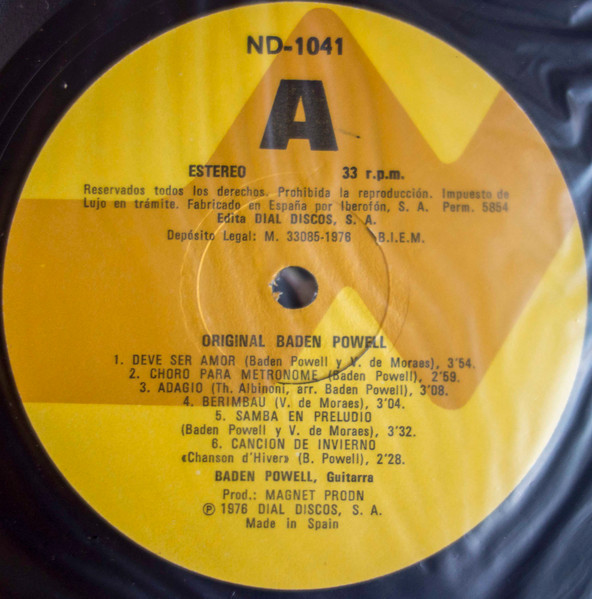 ND-1041
A
ESTEREO 33 r.p.m.
Reservados todos los derechos. Prohibida la reproducción. Impuesto de
Lujo en trámite. Fabricado en España por Iberofón, S. A. Perm. 5854
Edita DIAL DISCOS, S. A.
Depósito Legal: M. 33085-1976 B.I.E.M.
ORIGINAL BADEN POWELL
1. DEVE SER AMOR (Baden Powell y V. de Moraes), 3'54.
2. CHORO PARA METRONOME (Baden Powell), 2'59.
3. ADAGIO (Th. Albinoni, arr. Baden Powell), 3'08.
4. BERIMBAU (V. de Moraes), 3'04.
5. SAMBA EN PRELUDIO
(Baden Powell y V. de Moraes), 3'32.
6. CANCION DE INVIERNO
«Chanson d'Hiver» (B. Powell), 2'28.
BADEN POWELL, Guitarra
Prod.: MAGNET PRODN
℗ 1976 DIAL DISCOS, S. A.
Made in Spain